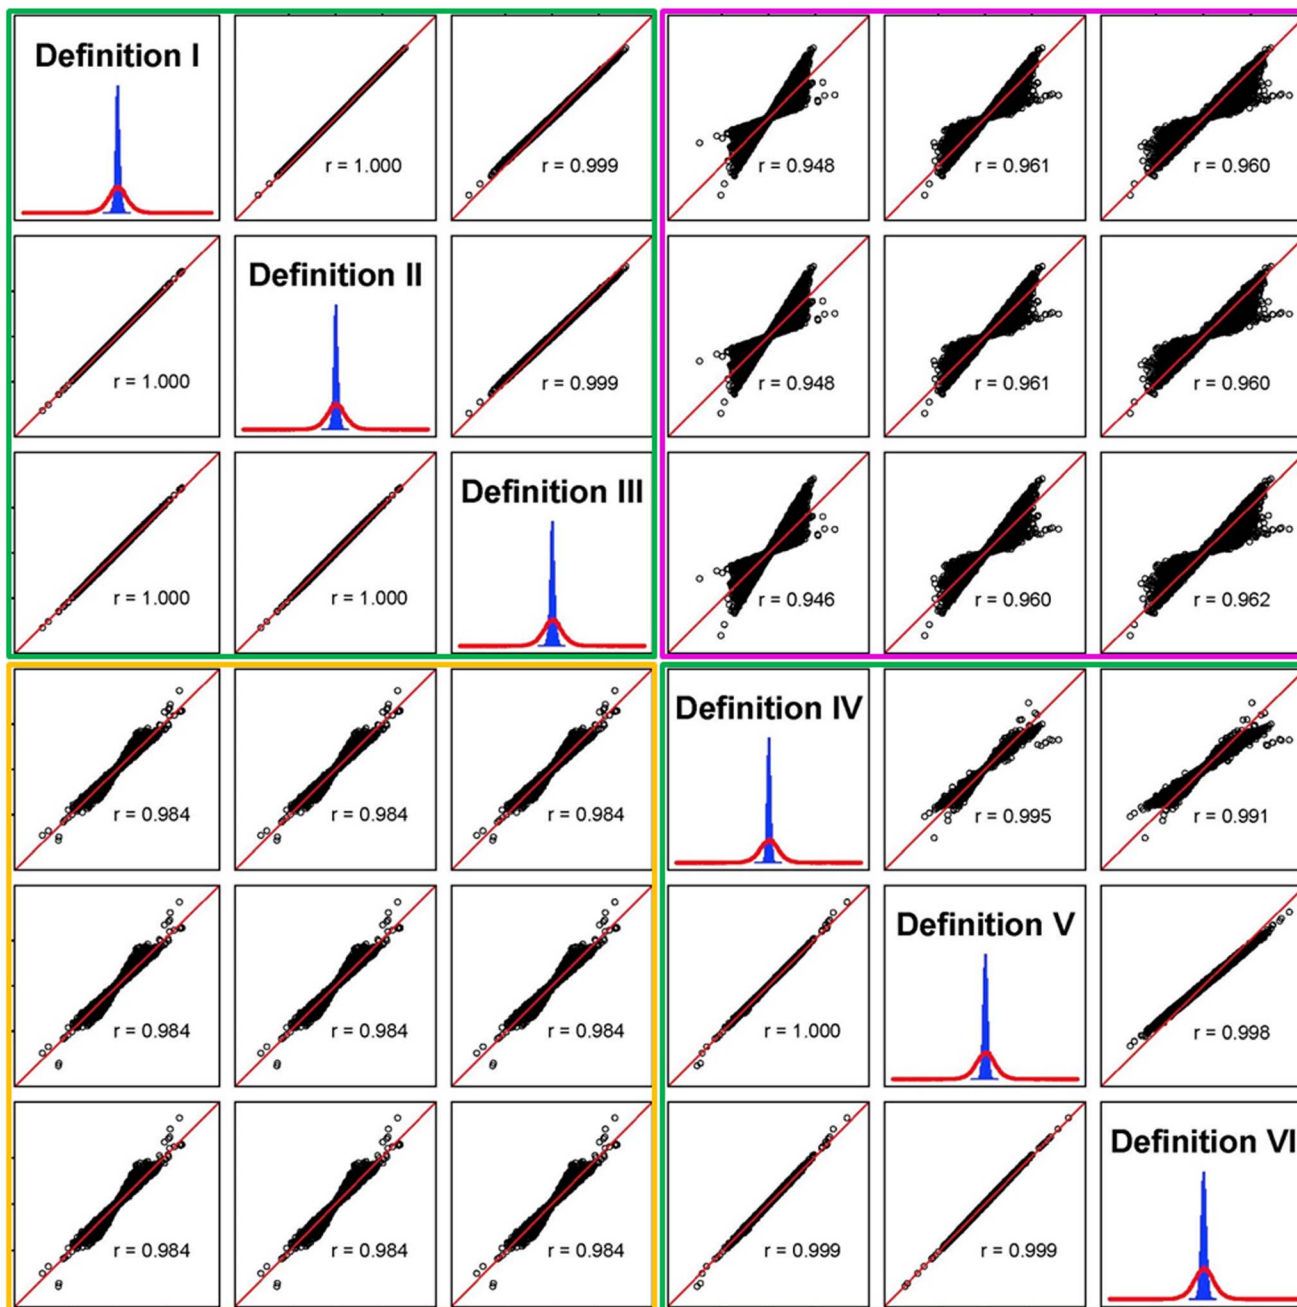 Definition I
r = 1.000
r = 0.999
r = 0.948
r = 0.961
r = 0.960
r = 1.000
Definition II
r = 0.999
r = 0.948
r = 0.961
r = 0.960
r = 1.000
r = 1.000
Definition III
r = 0.946
r = 0.960
r = 0.962
r = 0.984
r = 0.984
r = 0.984
Definition IV
r = 0.995
r = 0.991
r = 0.984
r = 0.984
r = 0.984
r = 1.000
Definition V
r = 0.998
r = 0.984
r = 0.984
r = 0.984
r = 0.999
r = 0.999
Definition VI